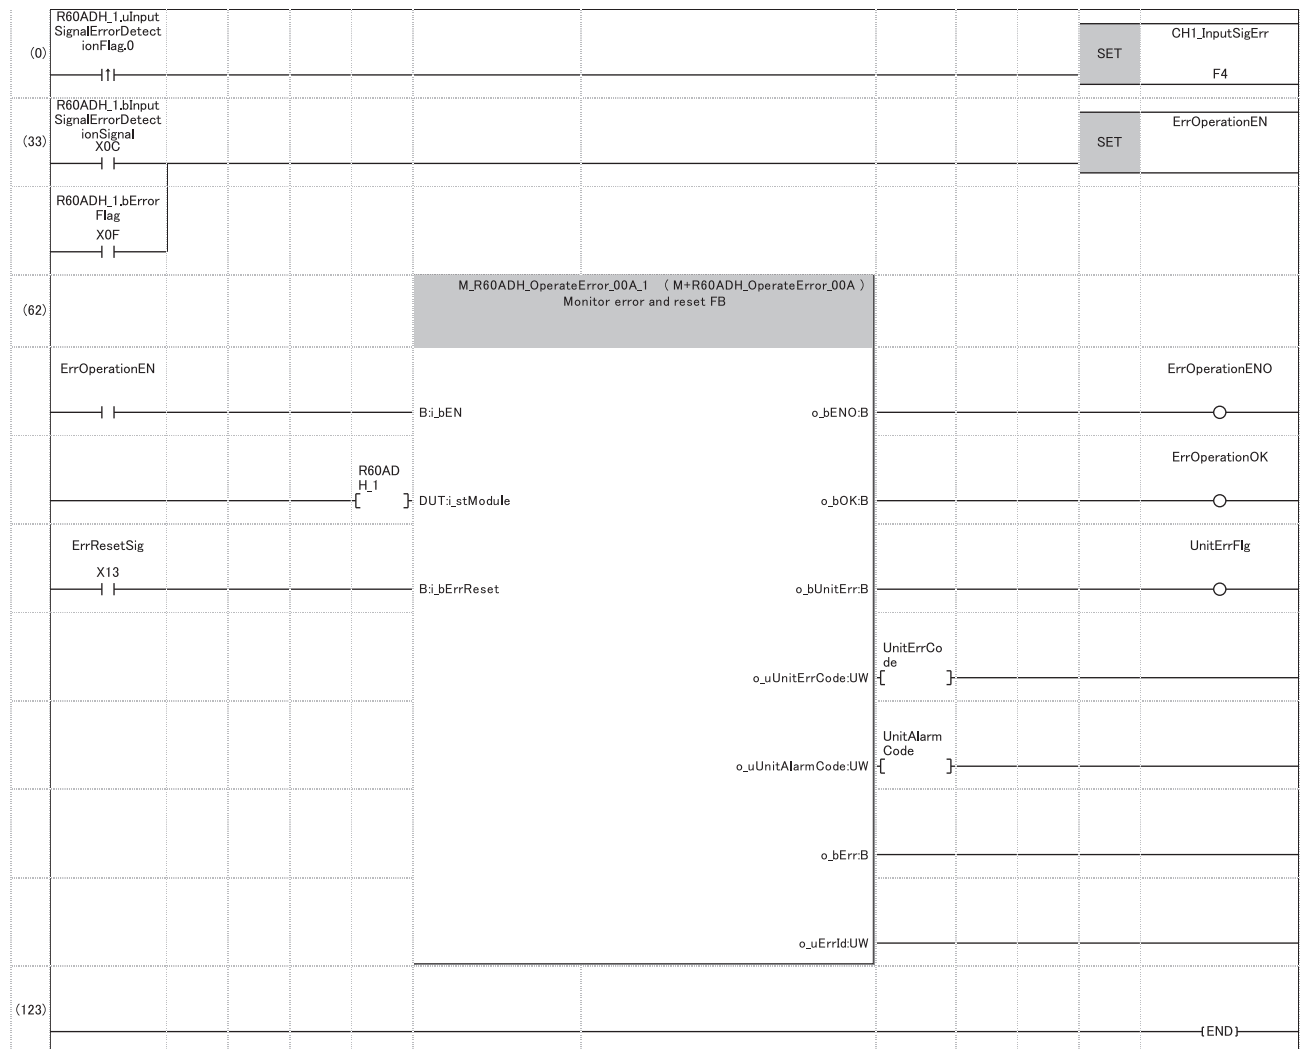 R60ADH_1.uInput
SignalErrorDetect
ionFlag.0
(0)
SET
CH1_InputSigErr
F4
R60ADH_1.bInput
SignalErrorDetect
ionSignal
X0C
(33)
SET
ErrOperationEN
R60ADH_1.bError
Flag
X0F
(62)
M_R60ADH_OperateError_00A_1 ( M+R60ADH_OperateError_00A )
Monitor error and reset FB
ErrOperationEN
B:i_bEN
o_bENO:B
ErrOperationENO
R60AD
H_1
DUT:i_stModule
o_bOK:B
ErrOperationOK
ErrResetSig
X13
B:i_bErrReset
o_bUnitErr:B
UnitErrFlg
o_uUnitErrCode:UW
UnitErrCo
de
o_uUnitAlarmCode:UW
UnitAlarm
Code
o_bErr:B
o_uErrId:UW
(123)
END